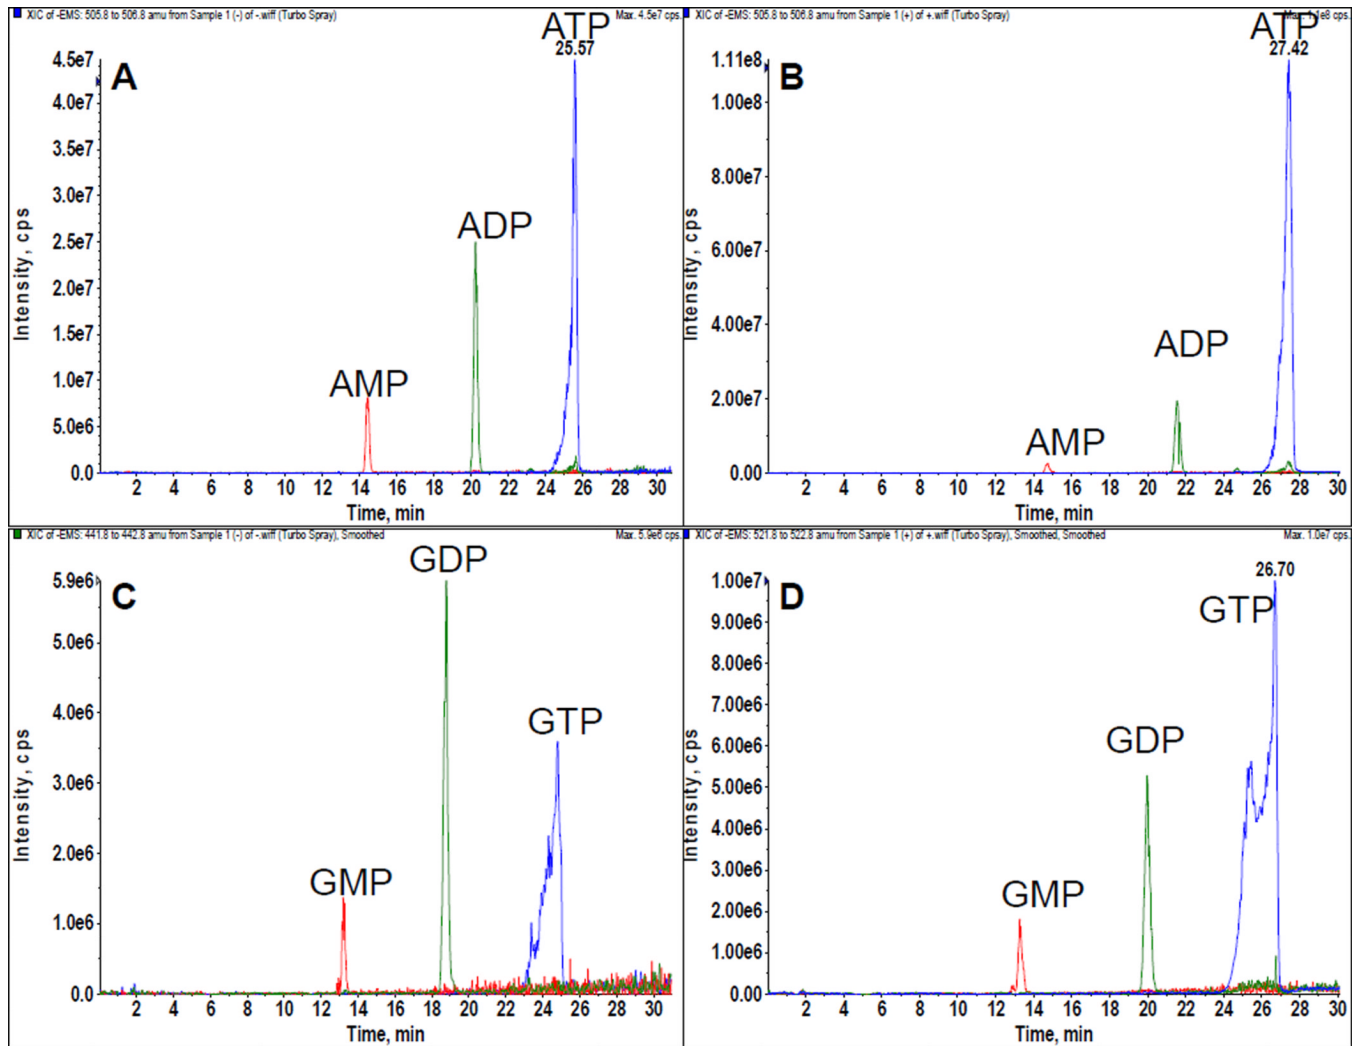 XIC of -EMS: 505.8 to 506.8 amu from Sample 1 (-) of -.wiff (Turbo Spray) Max. 4.5e7 cps.
A
ATP
25.57
ADP
AMP
4.5e7
4.0e7
3.5e7
3.0e7
2.5e7
2.0e7
1.5e7
1.0e7
5.0e6
0.0
Intensity, cps
2 4 6 8 10 12 14 16 18 20 22 24 26 28 30
Time, min
XIC of -EMS: 505.8 to 506.8 amu from Sample 1 (+) of +.wiff (Turbo Spray) Max. 1.1e8 cps.
B
ATP
27.42
ADP
AMP
1.11e8
1.00e8
8.00e7
6.00e7
4.00e7
2.00e7
0.00
Intensity, cps
2 4 6 8 10 12 14 16 18 20 22 24 26 28 30
Time, min
XIC of -EMS: 441.8 to 442.8 amu from Sample 1 (-) of -.wiff (Turbo Spray), Smoothed Max. 5.9e6 cps.
C
GDP
GTP
GMP
5.9e6
5.0e6
4.0e6
3.0e6
2.0e6
1.0e6
0.0
Intensity, cps
2 4 6 8 10 12 14 16 18 20 22 24 26 28 30
Time, min
XIC of -EMS: 521.8 to 522.8 amu from Sample 1 (+) of +.wiff (Turbo Spray), Smoothed, Smoothed Max. 1.0e7 cps.
D
26.70
GTP
GDP
GMP
1.00e7
9.00e6
8.00e6
7.00e6
6.00e6
5.00e6
4.00e6
3.00e6
2.00e6
1.00e6
0.00
Intensity, cps
2 4 6 8 10 12 14 16 18 20 22 24 26 28 30
Time, min